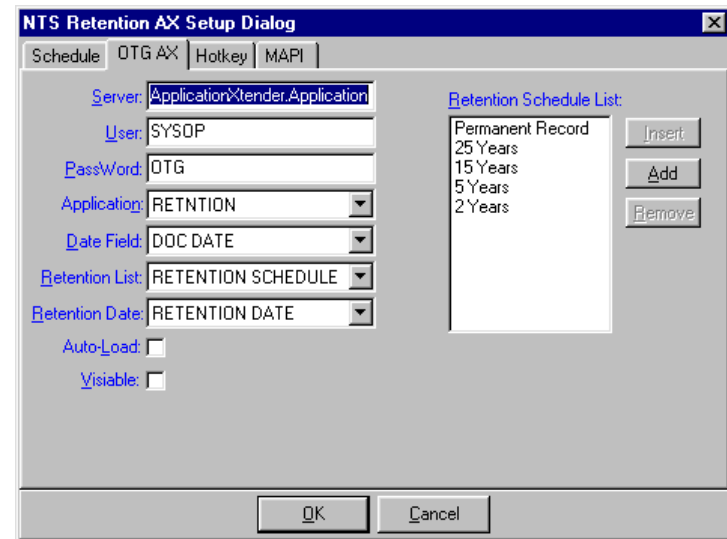 NTS Retention AX Setup Dialog
Schedule OTG AX Hotkey MAPI
Server: ApplicationXtender.Application
User: SYSOP
PassWord: OTG
Application: RETNTION
Date Field: DOC DATE
Retention List: RETENTION SCHEDULE
Retention Date: RETENTION DATE
Auto-Load:
Visiable:
Retention Schedule List:
Permanent Record
25 Years
15 Years
5 Years
2 Years
Insert
Add
Remove
OK Cancel